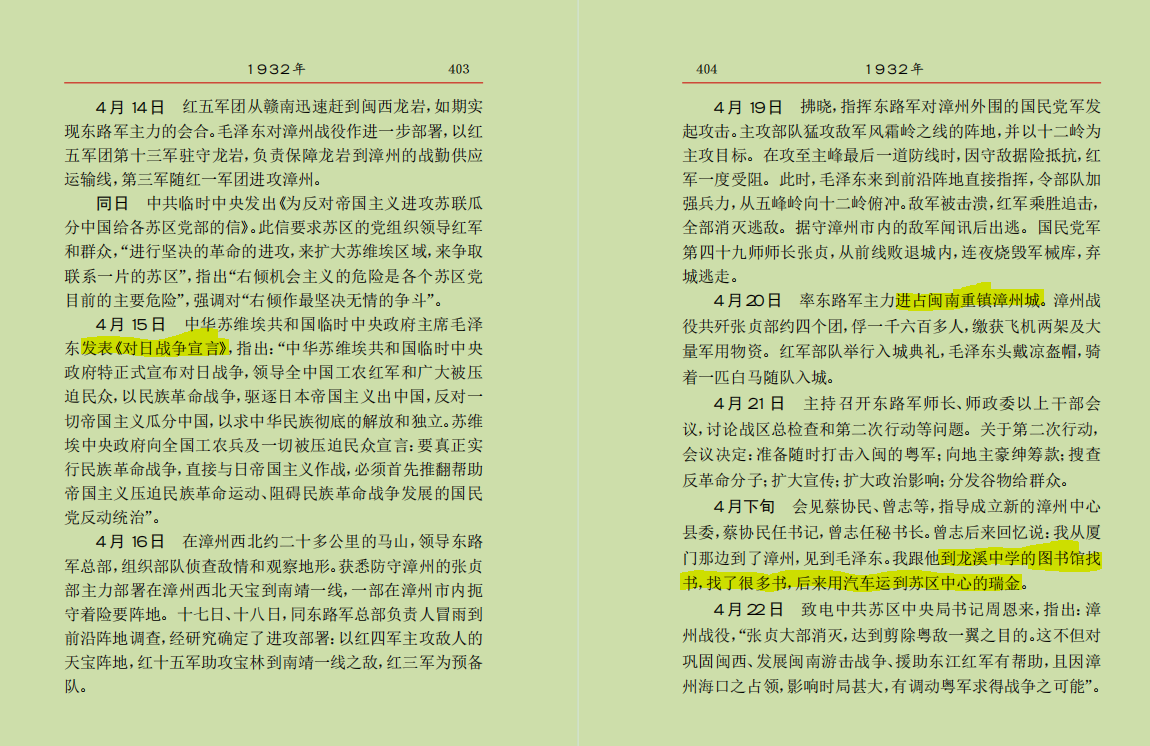 1932年 403
4月14日 红五军团从赣南迅速赶到闽西龙岩,如期实
现东路军主力的会合。毛泽东对漳州战役作进一步部署,以红
五军团第十三军驻守龙岩,负责保障龙岩到漳州的战勤供应
运输线,第三军随红一军团进攻漳州。
同日 中共临时中央发出《为反对帝国主义进攻苏联瓜
分中国给各苏区党部的信》。此信要求苏区的党组织领导红军
和群众,“进行坚决的革命的进攻,来扩大苏维埃区域,来争取
联系一片的苏区”,指出“右倾机会主义的危险是各个苏区党
目前的主要危险”,强调对“右倾作最坚决无情的争斗”。
4月15日 中华苏维埃共和国临时中央政府主席毛泽
东发表《对日战争宣言》,指出:“中华苏维埃共和国临时中央
政府特正式宣布对日战争,领导全中国工农红军和广大被压
迫民众,以民族革命战争,驱逐日本帝国主义出中国,反对一
切帝国主义瓜分中国,以求中华民族彻底的解放和独立。苏维
埃中央政府向全国工农兵及一切被压迫民众宣言:要真正实
行民族革命战争,直接与日帝国主义作战,必须首先推翻帮助
帝国主义压迫民族革命运动、阻碍民族革命战争发展的国民
党反动统治”。
4月16日 在漳州西北约二十多公里的马山,领导东路
军总部,组织部队侦查敌情和观察地形。获悉防守漳州的张贞
部主力部署在漳州西北天宝到南靖一线,一部在漳州市内扼
守着险要阵地。十七日、十八日,同东路军总部负责人冒雨到
前沿阵地调查,经研究确定了进攻部署:以红四军主攻敌人的
天宝阵地,红十五军助攻宝林到南靖一线之敌,红三军为预备
队。
404 1932年
4月19日 拂晓,指挥东路军对漳州外围的国民党军发
起攻击。主攻部队猛攻敌军风霜岭之线的阵地,并以十二岭为
主攻目标。在攻至主峰最后一道防线时,因守敌据险抵抗,红
军一度受阻。此时,毛泽东来到前沿阵地直接指挥,令部队加
强兵力,从五峰岭向十二岭俯冲。敌军被击溃,红军乘胜追击,
全部消灭逃敌。据守漳州市内的敌军闻讯后出逃。国民党军
第四十九师师长张贞,从前线败退城内,连夜烧毁军械库,弃
城逃走。
4月20日 率东路军主力进占闽南重镇漳州城。漳州战
役共歼张贞部约四个团,俘一千六百多人,缴获飞机两架及大
量军用物资。红军部队举行入城典礼,毛泽东头戴凉盔帽,骑
着一匹白马随队入城。
4月21日 主持召开东路军师长、师政委以上干部会
议,讨论战区总检查和第二次行动等问题。关于第二次行动,
会议决定:准备随时打击入闽的粤军;向地主豪绅筹款;搜查
反革命分子;扩大宣传;扩大政治影响;分发谷物给群众。
4月下旬 会见蔡协民、曾志等,指导成立新的漳州中心
县委,蔡协民任书记,曾志任秘书长。曾志后来回忆说:我从厦
门那边到了漳州,见到毛泽东。我跟他到龙溪中学的图书馆找
书,找了很多书,后来用汽车运到苏区中心的瑞金。
4月22日 致电中共苏区中央局书记周恩来,指出:漳
州战役,“张贞大部消灭,达到剪除粤敌一翼之目的。这不但对
巩固闽西、发展闽南游击战争、援助东江红军有帮助,且因漳
州海口之占领,影响时局甚大,有调动粤军求得战争之可能”。